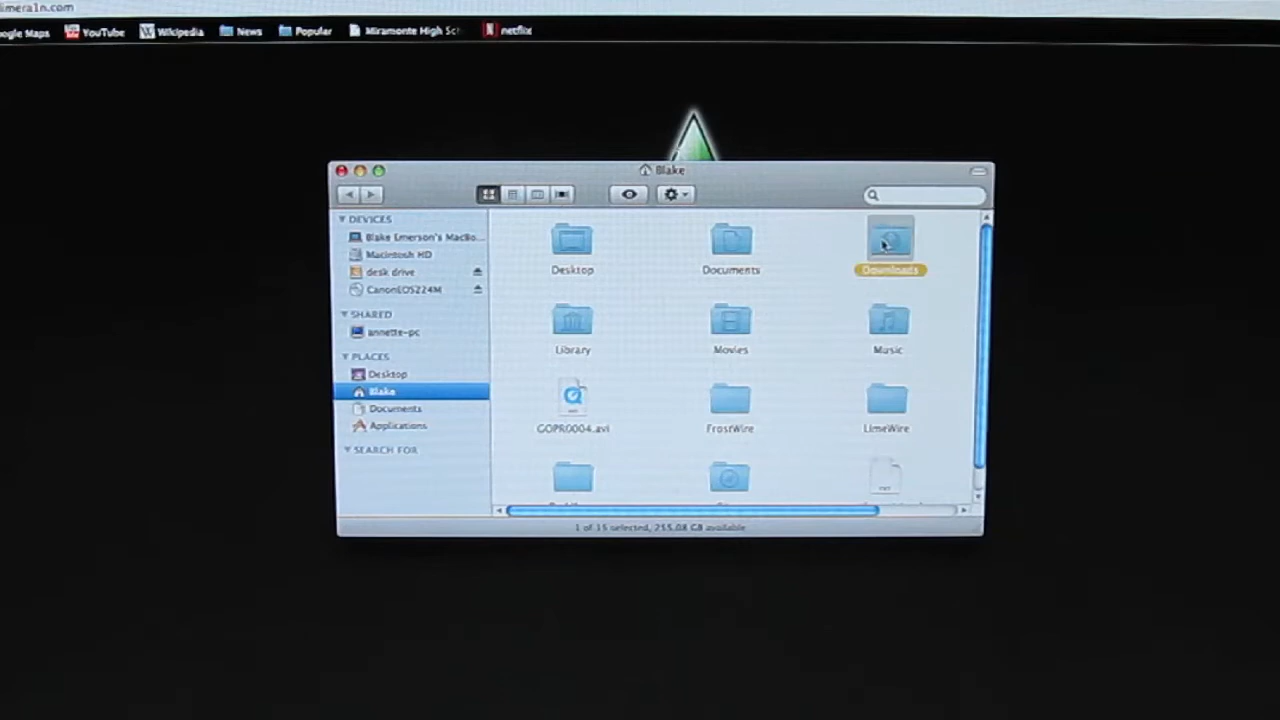 limera1n.com
ogle Maps YouTube Wikipedia News Popular Miramonte High Sc netflix
Blake
DEVICES
Blake Emerson's MacBo...
Macintosh HD
desk drive
CanonEOS224M
SHARED
annette-pc
PLACES
Desktop
Blake
Documents
Applications
SEARCH FOR
Desktop Documents Downloads
Library Movies Music
GOPR0004.avi FrostWire LimeWire
1 of 15 selected, 255.08 GB available